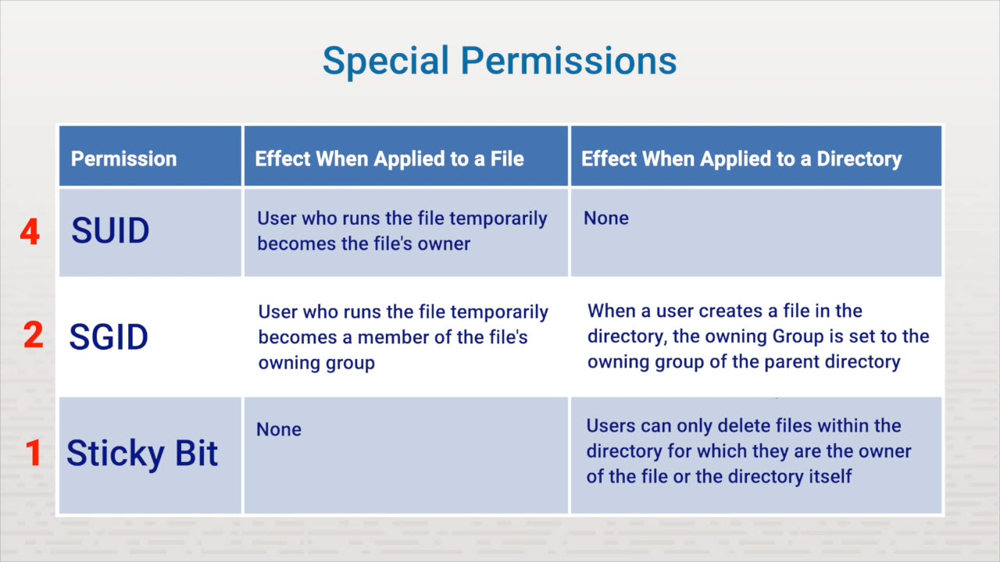 Special Permissions
Permission
Effect When Applied to a File
Effect When Applied to a Directory
4
SUID
User who runs the file temporarily
becomes the file's owner
None
2
SGID
User who runs the file temporarily
becomes a member of the file's
owning group
When a user creates a file in the
directory, the owning Group is set to the
owning group of the parent directory
1
Sticky Bit
None
Users can only delete files within the
directory for which they are the owner
of the file or the directory itself